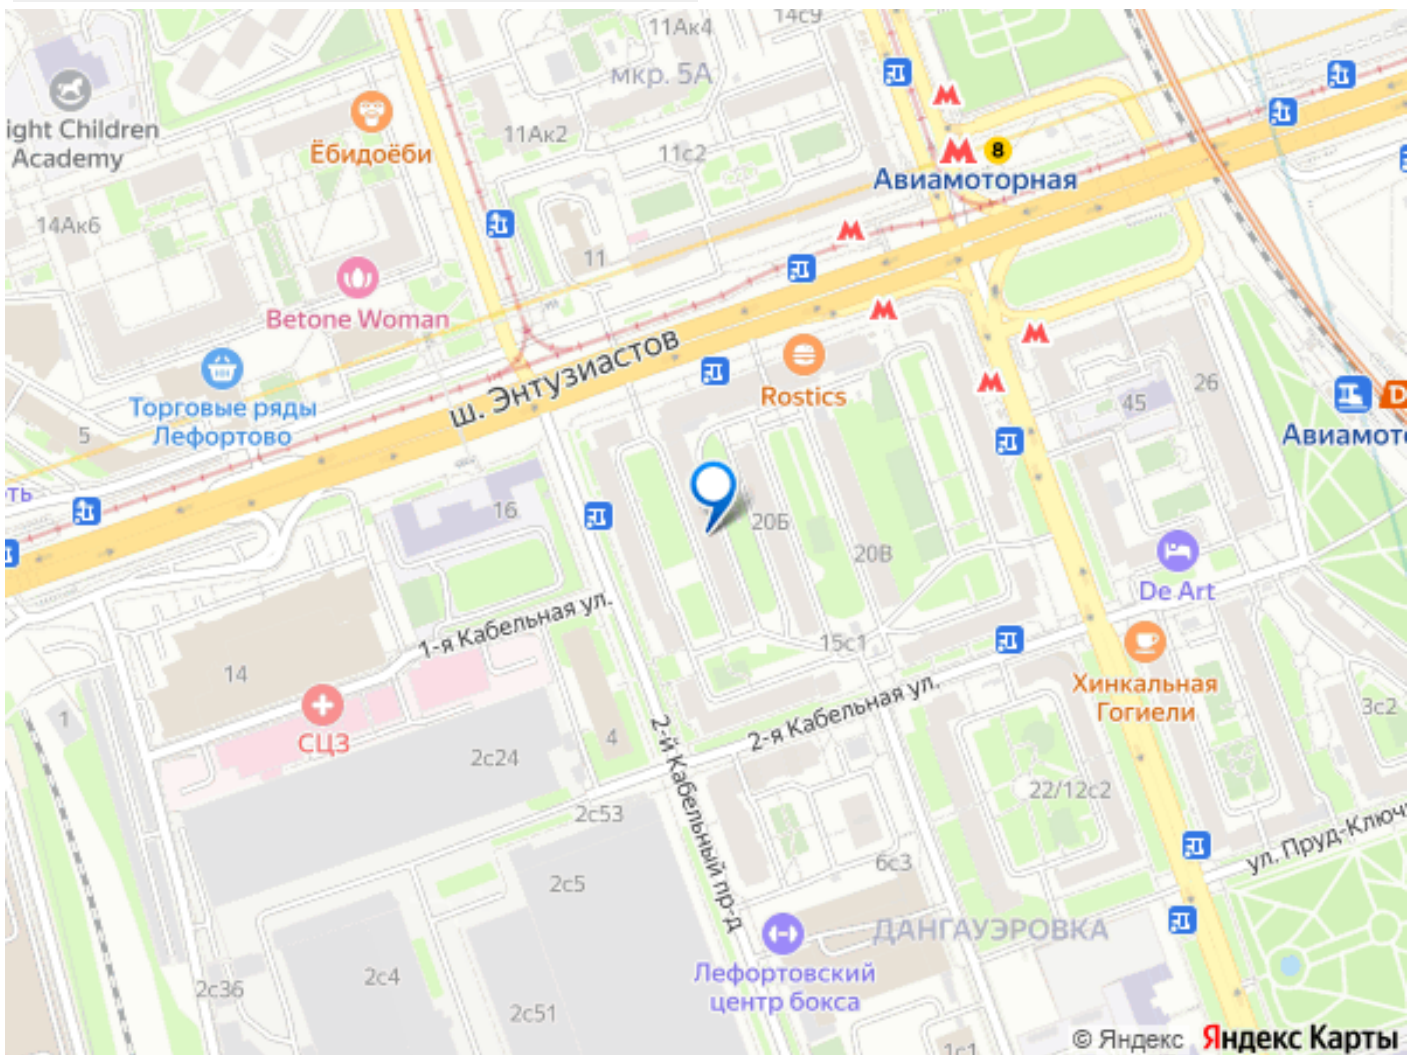 11Ак4
14с9
мкр. 5А
ight Children
Academy
Ёбидоёби
11Ак2
11с2
8
Авиамоторная
14Ак6
11
Betone Woman
ш. Энтузиастов
Rostics
Торговые ряды
Лефортово
5
26
45
Авиамот
ть
16
20Б
20В
De Art
1-я Кабельная ул.
15с1
14
Хинкальная
Гогиели
3с2
1
СЦЗ
4
2-я Кабельная ул.
2-й Кабельный пр-д
2с24
22/12с2
2с53
ул. Пруд-Ключ
6с3
2с5
ДАНГАУЭРОВКА
Лефортовский
центр бокса
2с4
2с36
2с51
1с1
© Яндекс Яндекс Карты